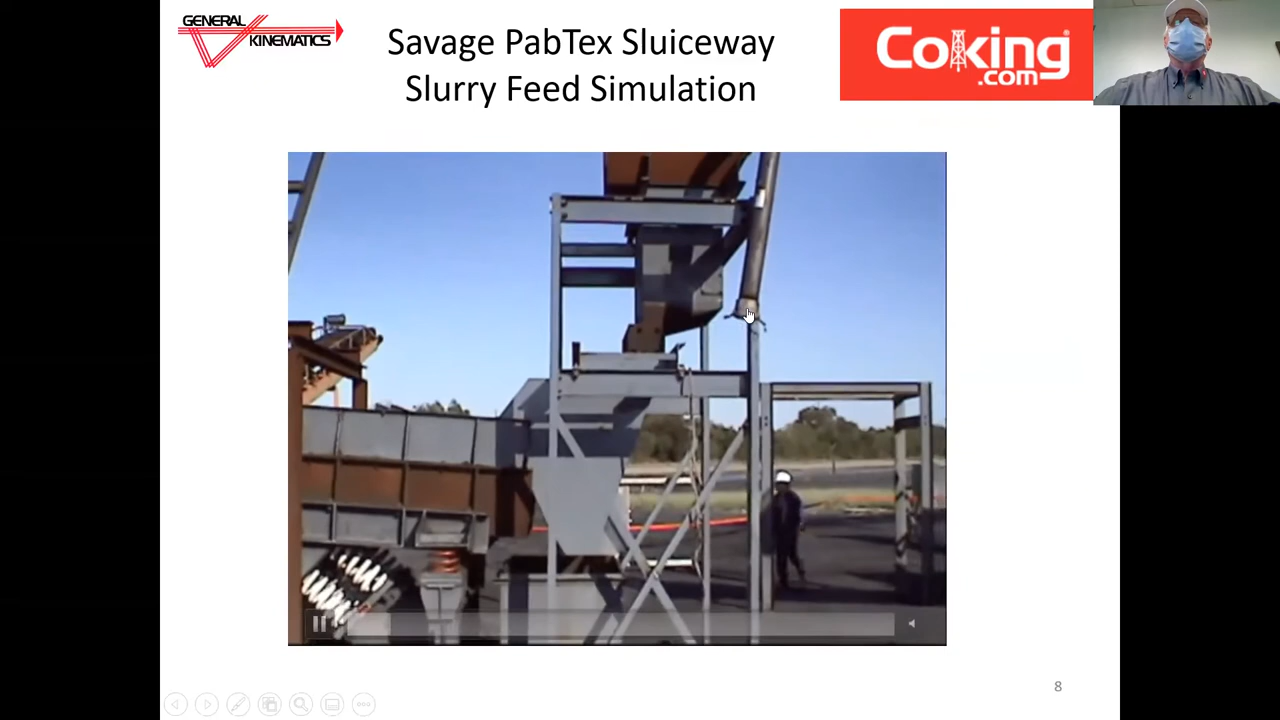 GENERAL
KINEMATICS
Savage PabTex Sluiceway
Slurry Feed Simulation
Coking
.com
8